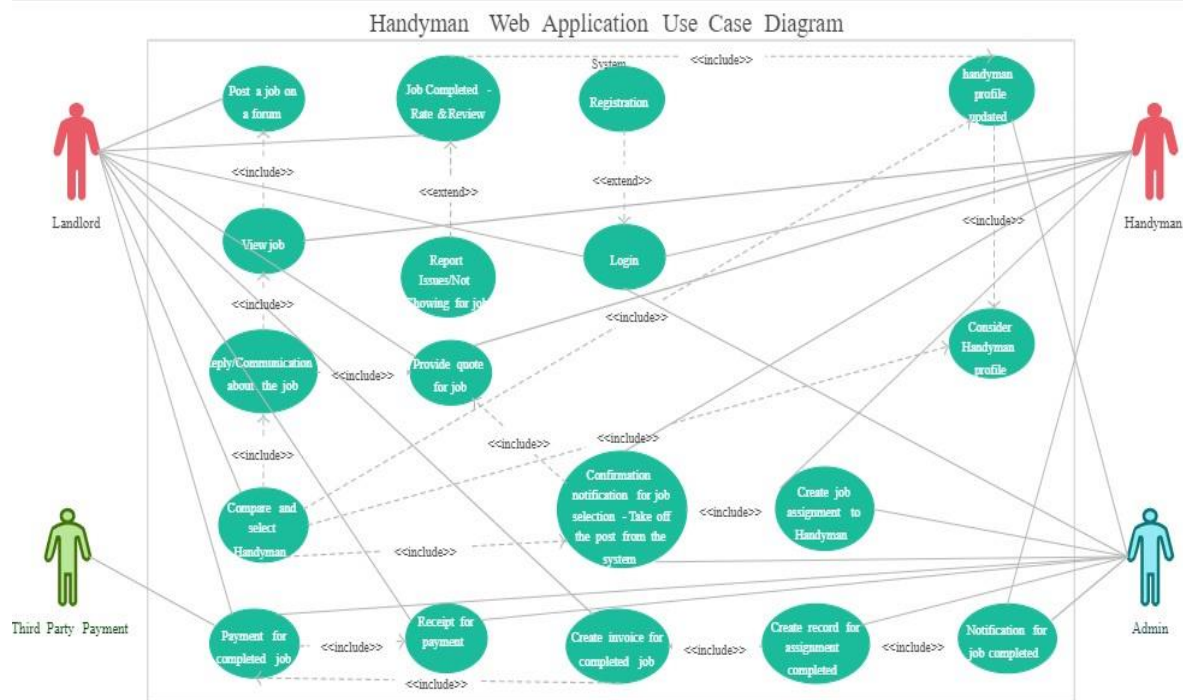 Handyman Web Application Use Case Diagram
System
<<include>>
Post a job on
a forum
Job Completed -
Rate & Review
Registration
handyman
profile
updated
<<include>>
<<extend>>
<<extend>>
<<include>>
Landlord
Handyman
View job
Report
Issues/Not
Showing for job
Login
<<include>>
<<include>>
Reply/Communication
about the job
<<include>>
Provide quote
for job
Consider
Handyman
profile
<<include>>
<<include>>
<<include>>
Compare and
select
Handyman
<<include>>
Confirmation
notification for job
selection - Take off
the post from the
system
<<include>>
Create job
assignment to
Handyman
Third Party Payment
Admin
Payment for
completed job
<<include>>
Receipt for
payment
Create invoice for
completed job
<<include>>
Create record for
assignment
completed
<<include>>
Notification for
job completed
<<include>>